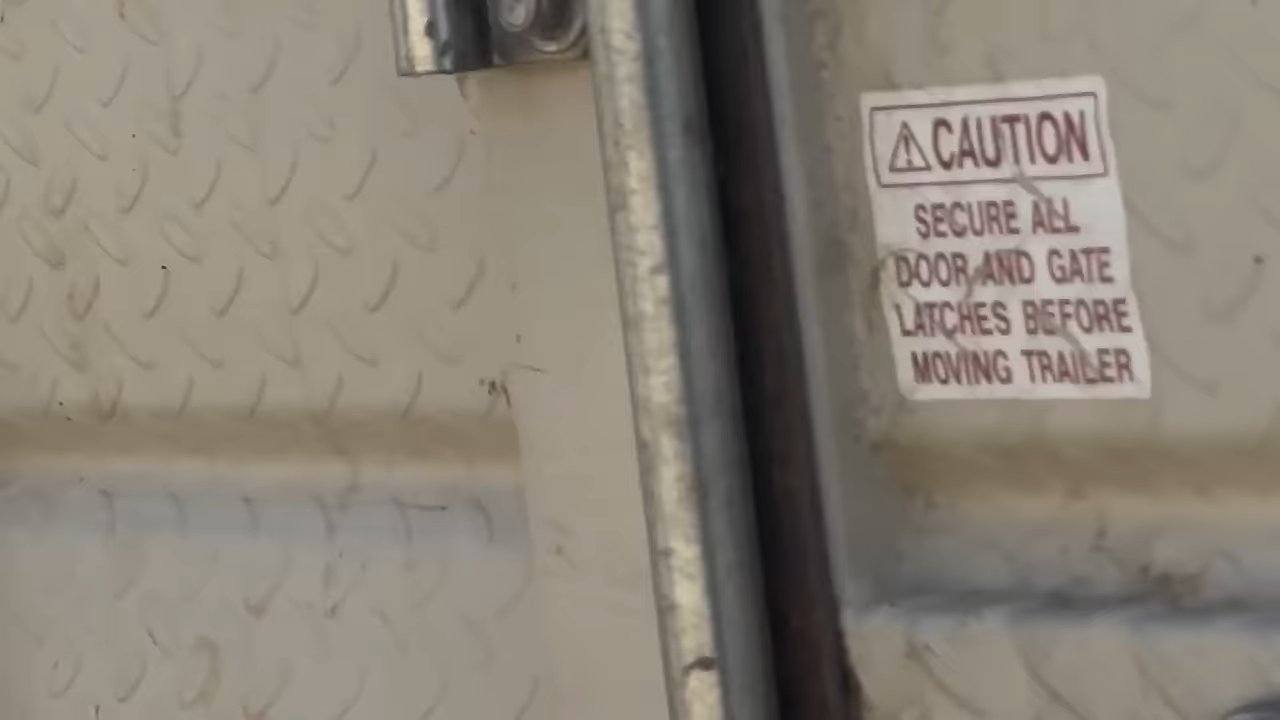 CAUTION
SECURE ALL
DOOR AND GATE
LATCHES BEFORE
MOVING TRAILER